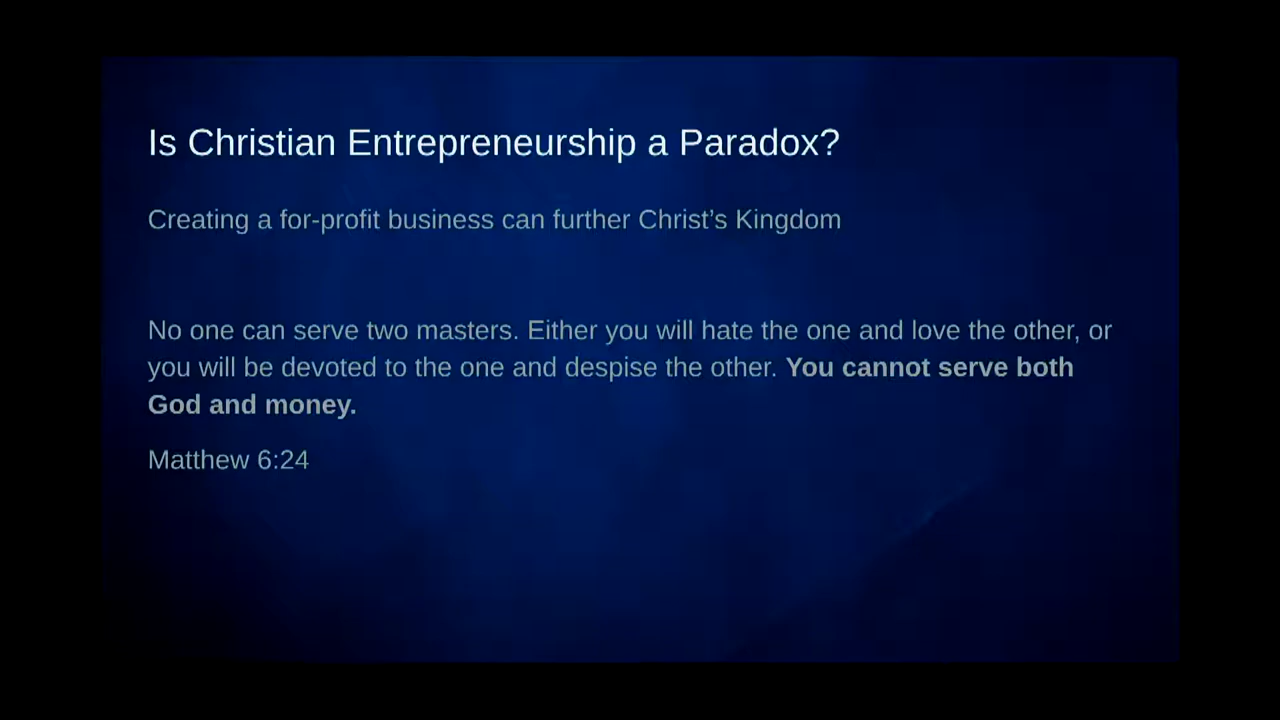 Is Christian Entrepreneurship a Paradox?
Creating a for-profit business can further Christ’s Kingdom
No one can serve two masters. Either you will hate the one and love the other, or
you will be devoted to the one and despise the other. You cannot serve both
God and money.
Matthew 6:24